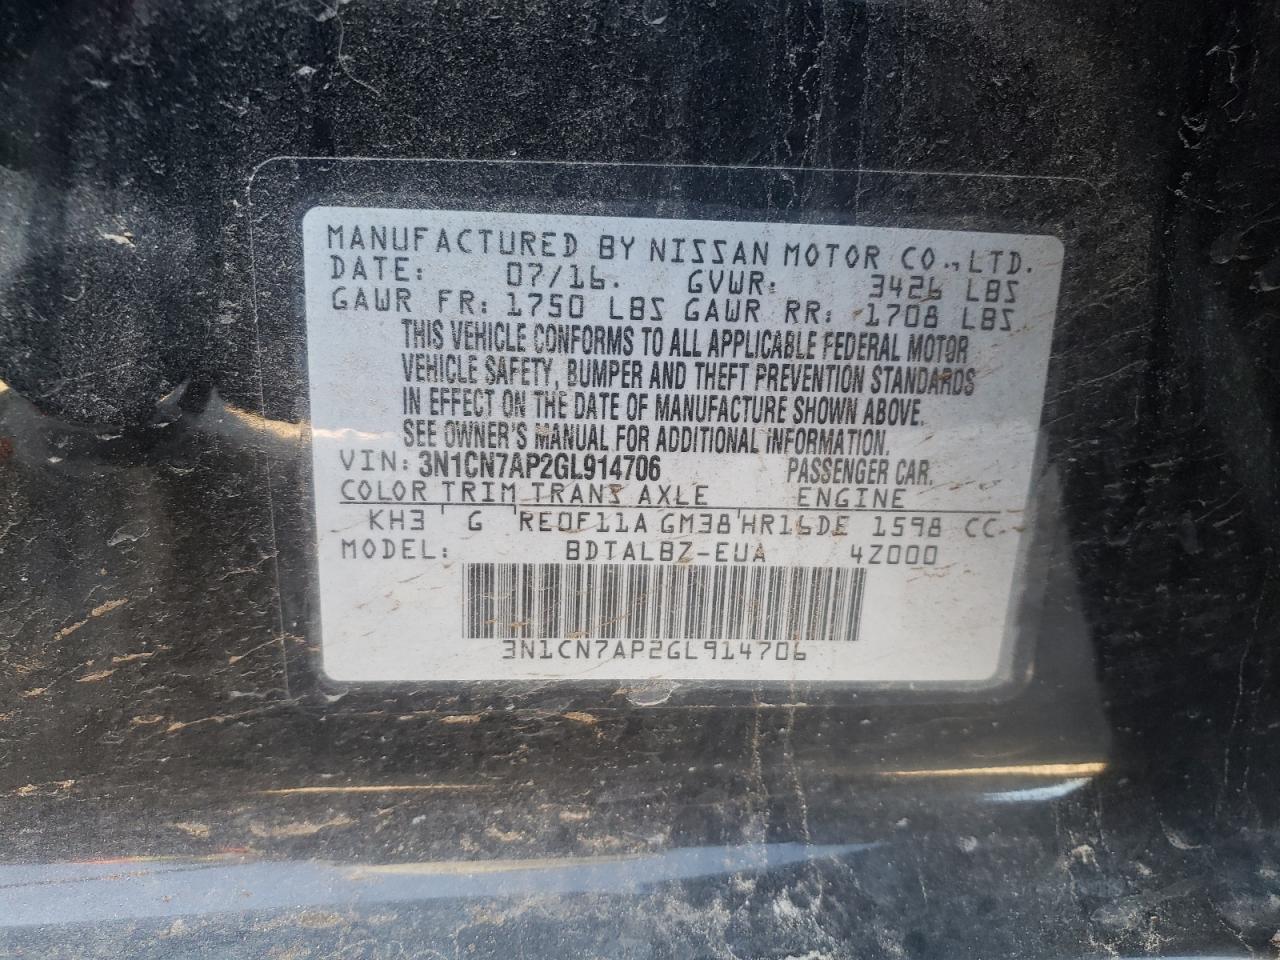 MANUFACTURED BY NISSAN MOTOR CO., LTD.
DATE: 07/16. GVWR: 3426 LBS
GAWR FR: 1750 LBS GAWR RR: 1708 LBS
THIS VEHICLE CONFORMS TO ALL APPLICABLE FEDERAL MOTOR
VEHICLE SAFETY, BUMPER AND THEFT PREVENTION STANDARDS
IN EFFECT ON THE DATE OF MANUFACTURE SHOWN ABOVE.
SEE OWNER'S MANUAL FOR ADDITIONAL INFORMATION.
VIN: 3N1CN7AP2GL914706 PASSENGER CAR.
COLOR TRIM TRANS AXLE ENGINE
KH3 G RE0F11A GM38 HR16DE 1598 CC
MODEL: BDTALBZ-EUA 4Z000
3N1CN7AP2GL914706